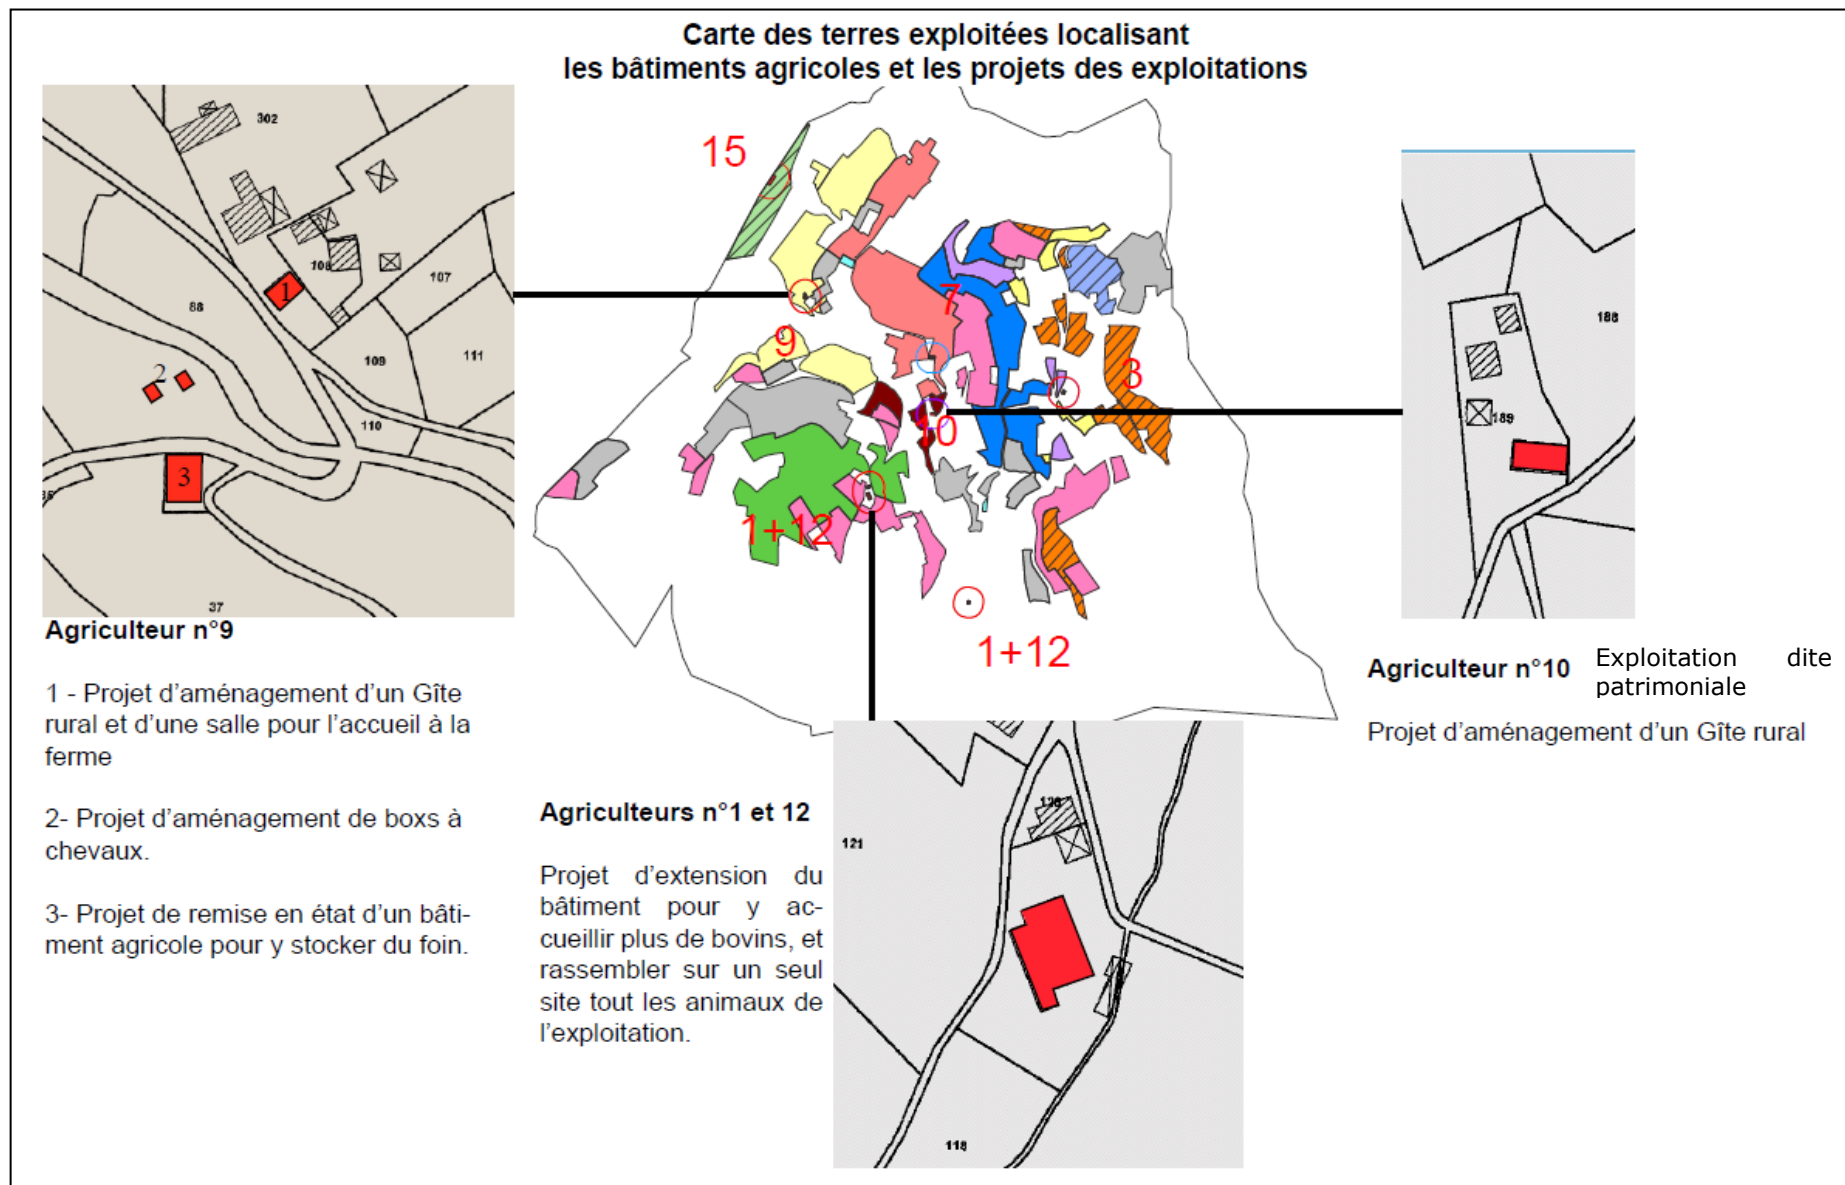 Carte des terres exploitées localisant
les bâtiments agricoles et les projets des exploitations
302
108
107
88
109
111
110
37
1
2
3
15
9
7
3
10
1+12
1+12
188
189
Agriculteur n°9
1 - Projet d'aménagement d'un Gîte
rural et d'une salle pour l'accueil à la
ferme
2- Projet d'aménagement de boxs à
chevaux.
3- Projet de remise en état d'un bâti-
ment agricole pour y stocker du foin.
Agriculteurs n°1 et 12
Projet d'extension du
bâtiment pour y ac-
cueillir plus de bovins, et
rassembler sur un seul
site tout les animaux de
l'exploitation.
121
118
Agriculteur n°10 Exploitation dite
patrimoniale
Projet d'aménagement d'un Gîte rural